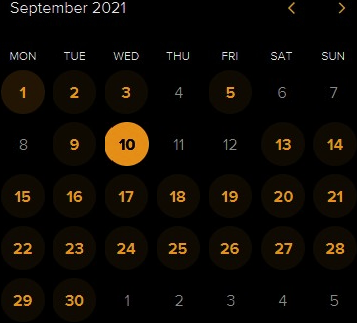 September 2021
MON TUE WED THU FRI SAT SUN
1 2 3 4 5 6 7
8 9 10 11 12 13 14
15 16 17 18 19 20 21
22 23 24 25 26 27 28
29 30 1 2 3 4 5